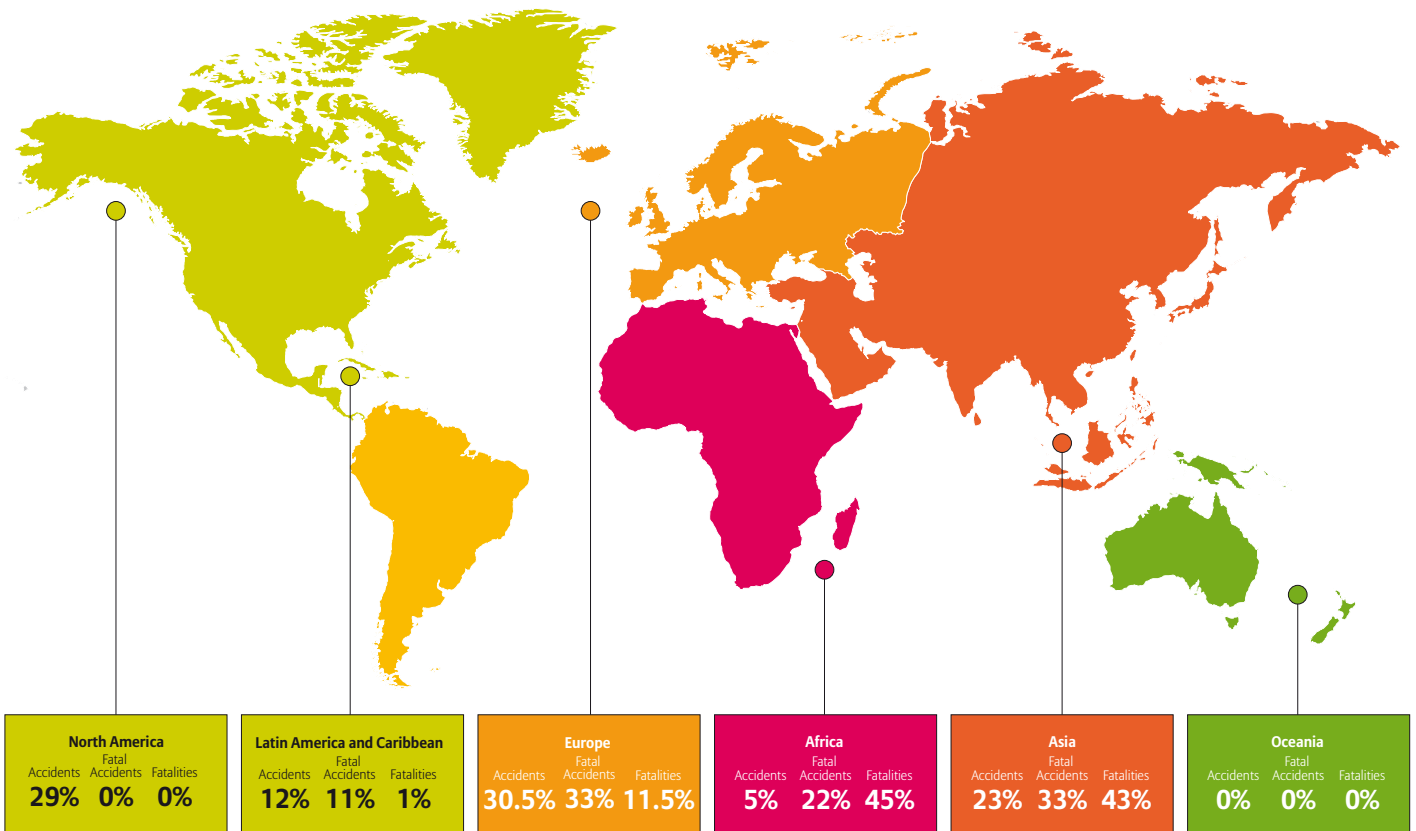 North America
Fatal
Accidents Accidents Fatalities
29% 0% 0%
Latin America and Caribbean
Fatal
Accidents Accidents Fatalities
12% 11% 1%
Europe
Fatal
Accidents Accidents Fatalities
30.5% 33% 11.5%
Africa
Fatal
Accidents Accidents Fatalities
5% 22% 45%
Asia
Fatal
Accidents Accidents Fatalities
23% 33% 43%
Oceania
Fatal
Accidents Accidents Fatalities
0% 0% 0%